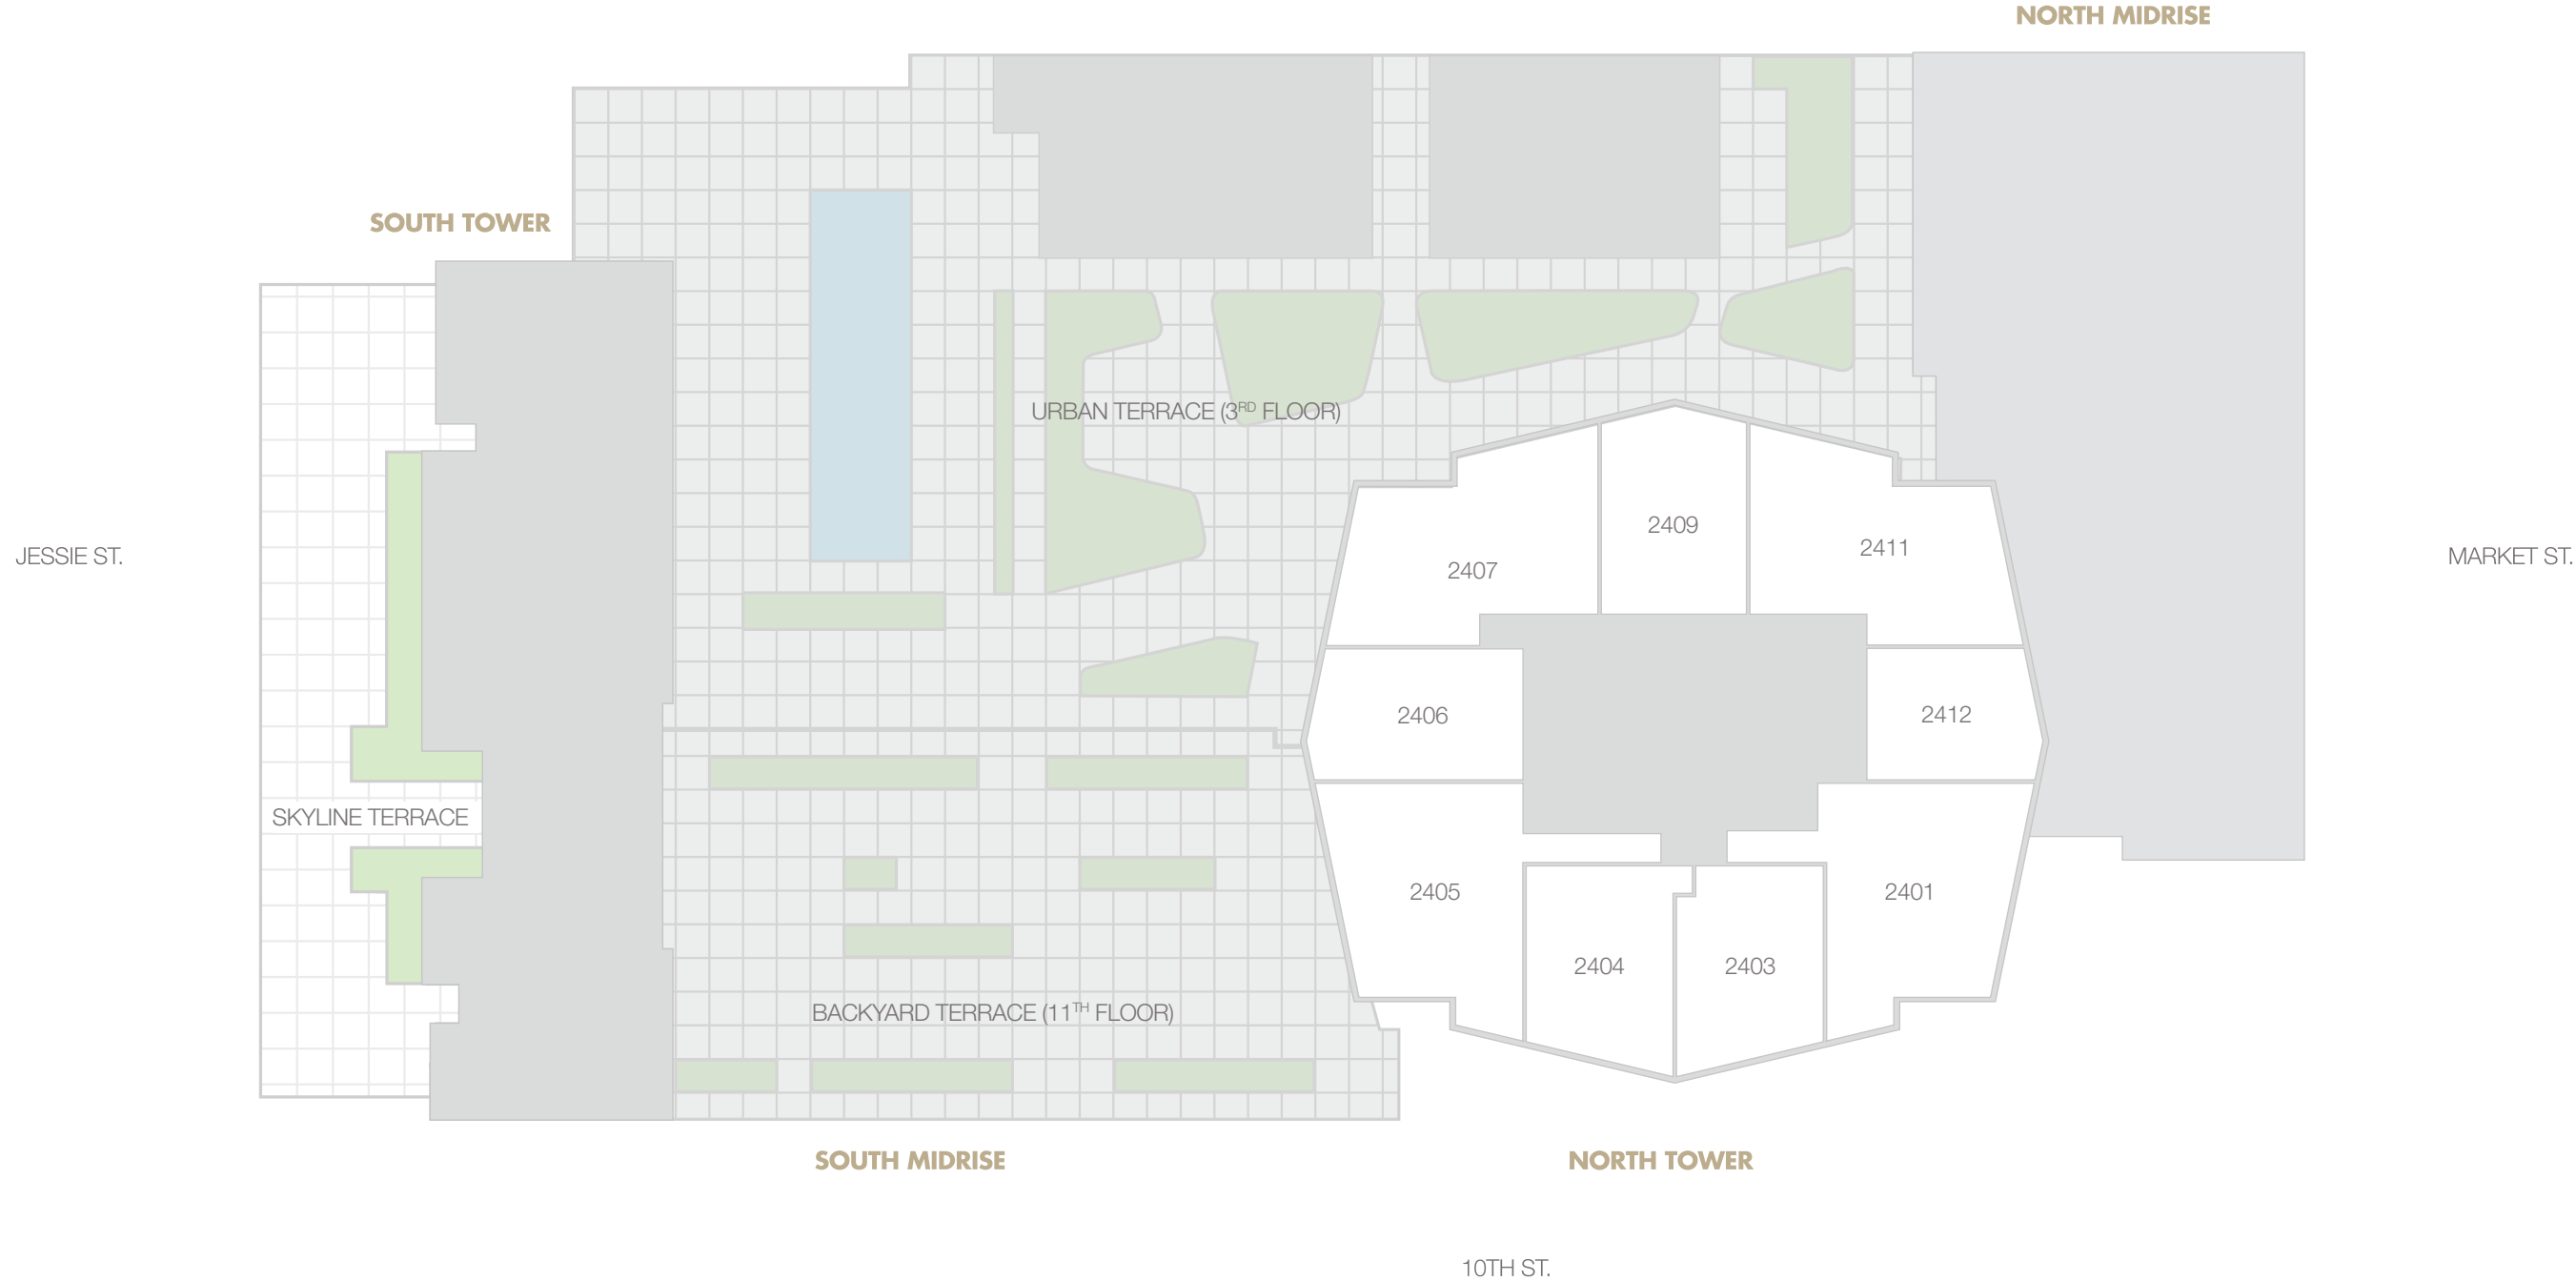 NORTH MIDRISE
SOUTH TOWER
URBAN TERRACE (3RD FLOOR)
2409
2411
2407
JESSIE ST.
MARKET ST.
2406
2412
SKYLINE TERRACE
2405
2401
2404
2403
BACKYARD TERRACE (11TH FLOOR)
SOUTH MIDRISE
NORTH TOWER
10TH ST.